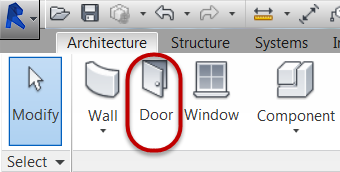 Architecture Structure Systems
Wall Door Window Component
Modify
Select